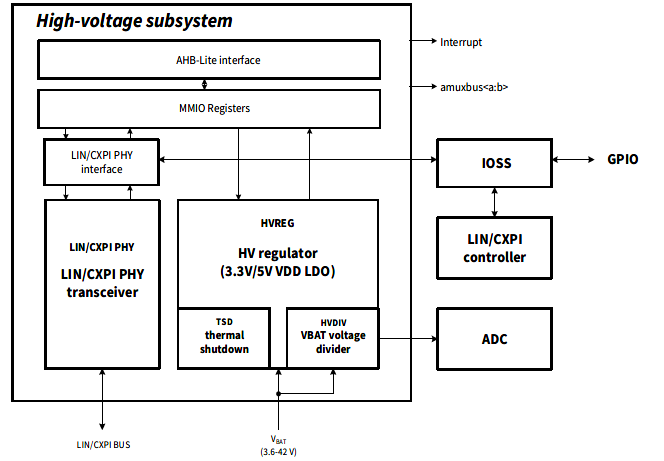 High-voltage subsystem
AHB-Lite interface
Interrupt
amuxbus<a:b>
MMIO Registers
LIN/CXPI PHY
interface
IOSS
GPIO
HVREG
HV regulator
(3.3V/5V VDD LDO)
LIN/CXPI PHY
LIN/CXPI PHY
transceiver
LIN/CXPI
controller
TSD
thermal
shutdown
HVDIV
VBAT voltage
divider
ADC
LIN/CXPI BUS
VBAT
(3.6-42 V)